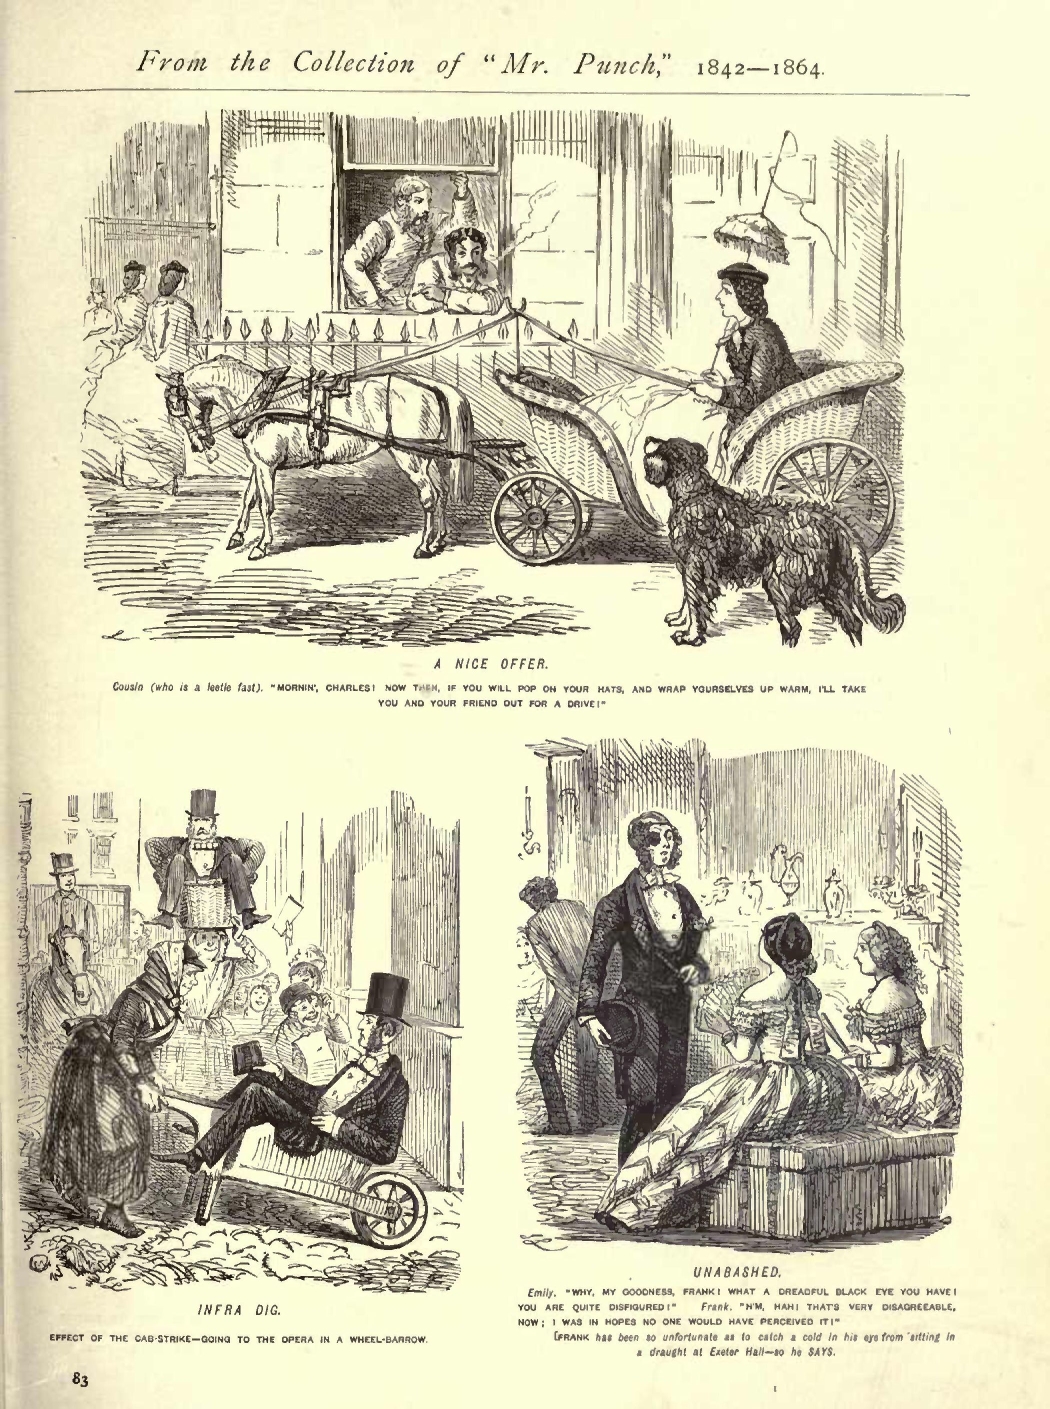 From the Collection of "Mr. Punch," 1842—1864.
A NICE OFFER.
Cousin (who is a leetle fast). "MORNIN', CHARLES! NOW THEN, IF YOU WILL POP ON YOUR HATS, AND WRAP YOURSELVES UP WARM, I'LL TAKE
YOU AND YOUR FRIEND OUT FOR A DRIVE!"
INFRA DIG.
EFFECT OF THE CAB-STRIKE—GOING TO THE OPERA IN A WHEEL-BARROW.
UNABASHED.
Emily. "WHY, MY GOODNESS, FRANK! WHAT A DREADFUL BLACK EYE YOU HAVE!
YOU ARE QUITE DISFIGURED!" Frank. "H'M, HAH! THAT'S VERY DISAGREEABLE,
NOW; I WAS IN HOPES NO ONE WOULD HAVE PERCEIVED IT!"
[FRANK has been so unfortunate as to catch a cold in his eye from sitting in
a draught at Exeter Hall—so he SAYS.
83